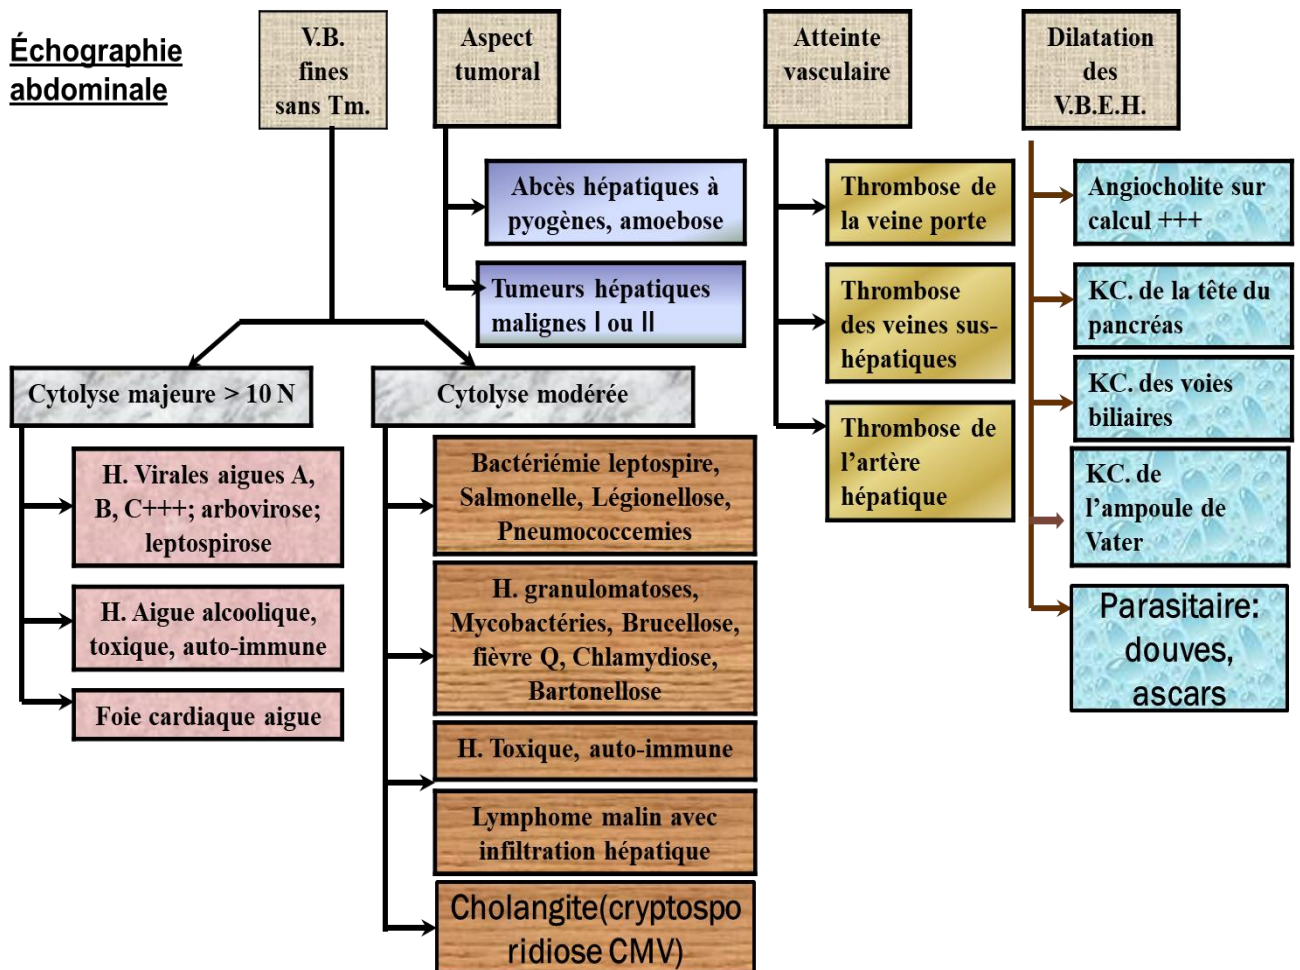 Échographie
abdominale
V.B.
fines
sans Tm.
Aspect
tumoral
Atteinte
vasculaire
Dilatation
des
V.B.E.H.
Abcès hépatiques à
pyogènes, amoebose
Tumeurs hépatiques
malignes I ou II
Thrombose de
la veine porte
Thrombose
des veines sus-
hépatiques
Thrombose de
l’artère
hépatique
Angiocholite sur
calcul +++
KC. de la tête du
pancréas
KC. des voies
biliaires
KC. de
l’ampoule de
Vater
Parasitaire:
douves,
ascars
Cytolyse majeure > 10 N
H. Virales aigues A,
B, C+++; arbovirose;
leptospirose
H. Aigue alcoolique,
toxique, auto-immune
Foie cardiaque aigue
Cytolyse modérée
Bactériémie leptospire,
Salmonelle, Légionellose,
Pneumococcemies
H. granulomatoses,
Mycobactéries, Brucellose,
fièvre Q, Chlamydiose,
Bartonellose
H. Toxique, auto-immune
Lymphome malin avec
infiltration hépatique
Cholangite(cryptospo
ridiose CMV)